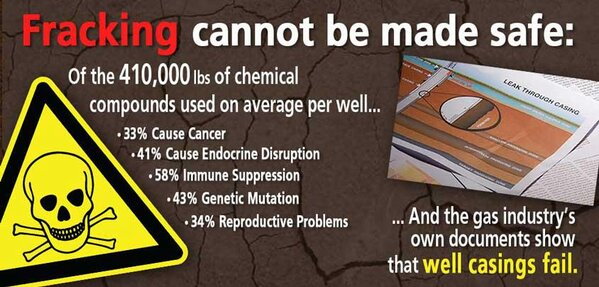 Fracking cannot be made safe:
Of the 410,000 lbs of chemical
compounds used on average per well...
• 33% Cause Cancer
• 41% Cause Endocrine Disruption
• 58% Immune Suppression
• 43% Genetic Mutation
• 34% Reproductive Problems
LEAK THROUGH CASING
... And the gas industry's
own documents show
that well casings fail.